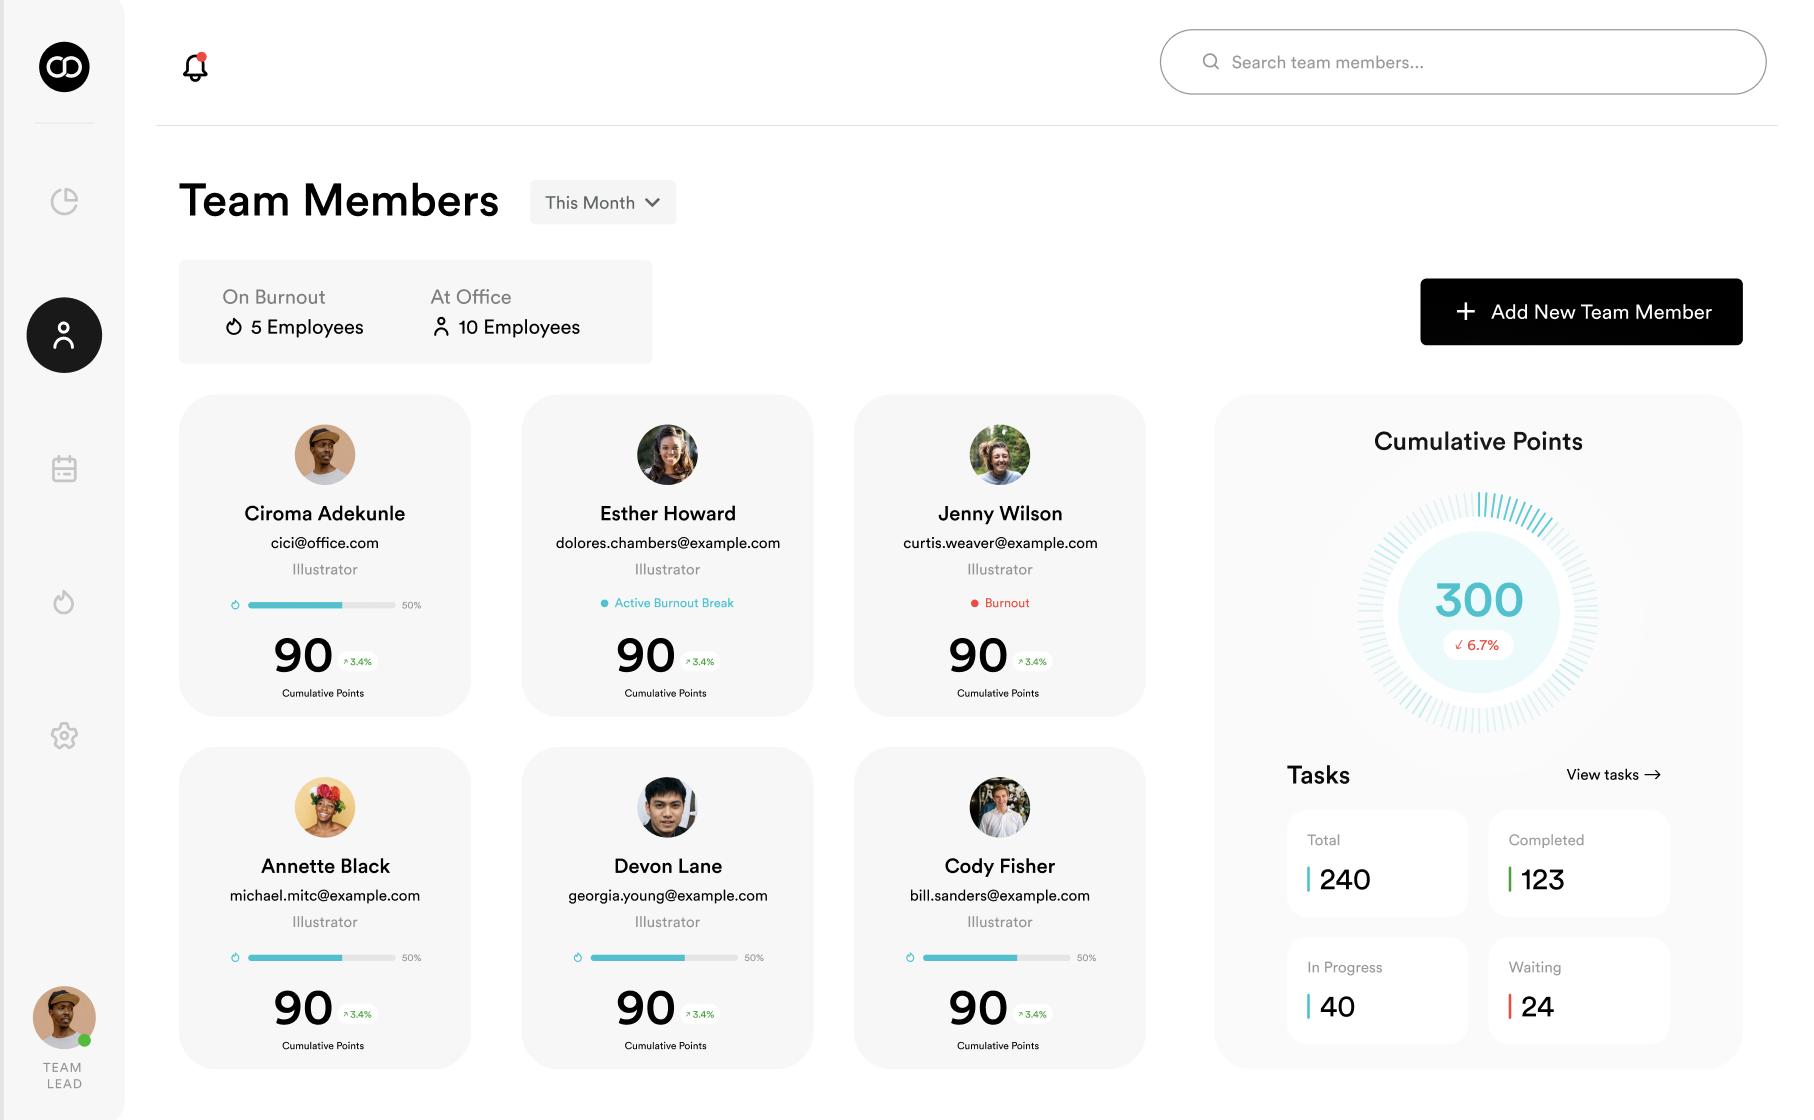 Search team members...
Team Members
This Month
On Burnout
5 Employees
At Office
10 Employees
Add New Team Member
Ciroma Adekunle
cici@office.com
Illustrator
50%
90
3.4%
Cumulative Points
Esther Howard
dolores.chambers@example.com
Illustrator
Active Burnout Break
90
3.4%
Cumulative Points
Jenny Wilson
curtis.weaver@example.com
Illustrator
Burnout
90
3.4%
Cumulative Points
Annette Black
michael.mitc@example.com
Illustrator
50%
90
3.4%
Cumulative Points
Devon Lane
georgia.young@example.com
Illustrator
50%
90
3.4%
Cumulative Points
Cody Fisher
bill.sanders@example.com
Illustrator
50%
90
3.4%
Cumulative Points
Cumulative Points
300
6.7%
Tasks
View tasks
Total
240
Completed
123
In Progress
40
Waiting
24
TEAM
LEAD